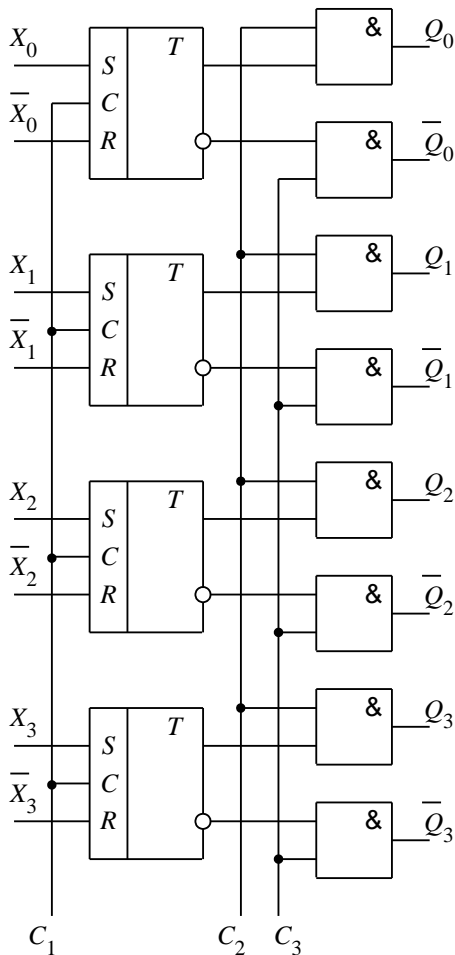 X₀ T & Q₀
S
X̅₀ C
R & Q̅₀
X₁ T & Q₁
S
X̅₁ C
R & Q̅₁
X₂ T & Q₂
S
X̅₂ C
R & Q̅₂
X₃ T & Q₃
S
X̅₃ C
R & Q̅₃
C₁ C₂ C₃